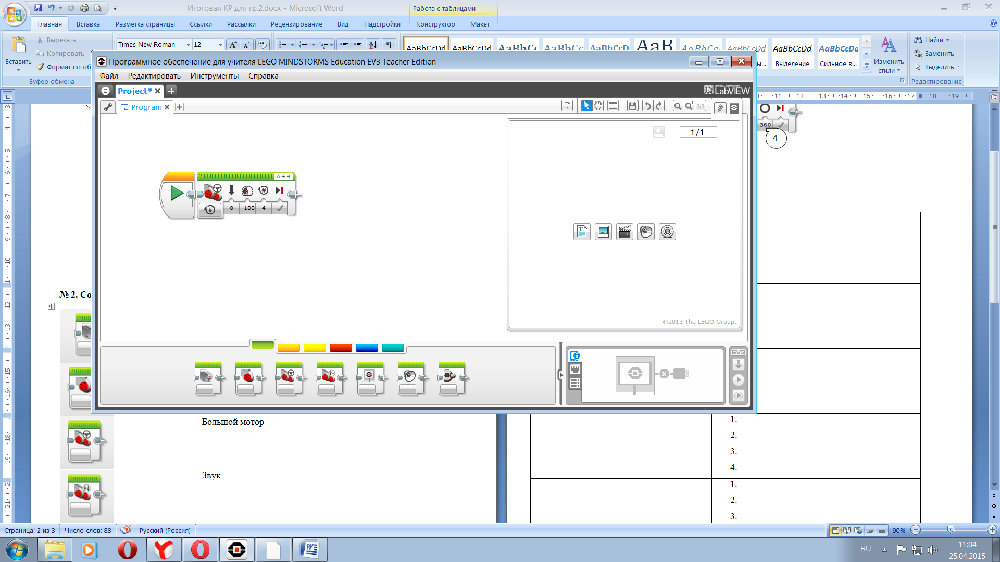 Итоговая КР для гр.2.docx - Microsoft Word
Работа с таблицами
Главная Вставка Разметка страницы Ссылки Рассылки Рецензирование Вид Надстройки Конструктор Макет
Вставить
Вырезать
Копировать
Формат по об
Буфер обмена
Times New Roman 12
AaBbCcDd AaBbCcDd AaBbCc AaBbCc AaBbCcD AaB AaBbCcI AaBbCcDd AaBbCcDd AaBbCcDd
Выделение
Сильное в...
Изменить стили
Найти
Заменить
Выделить
Редактирование
Программное обеспечение для учителя LEGO MINDSTORMS Education EV3 Teacher Edition
Файл Редактировать Инструменты Справка
Project*
LabVIEW
Program
1:1
1/1
A+B
0 -100 4
©2013 The LEGO Group.
EV3
360
4
№ 2. Со
Большой мотор
Звук
1.
2.
3.
4.
1.
2.
3.
Страница: 2 из 3 Число слов: 88 Русский (Россия) 90%
RU
11:04
25.04.2015